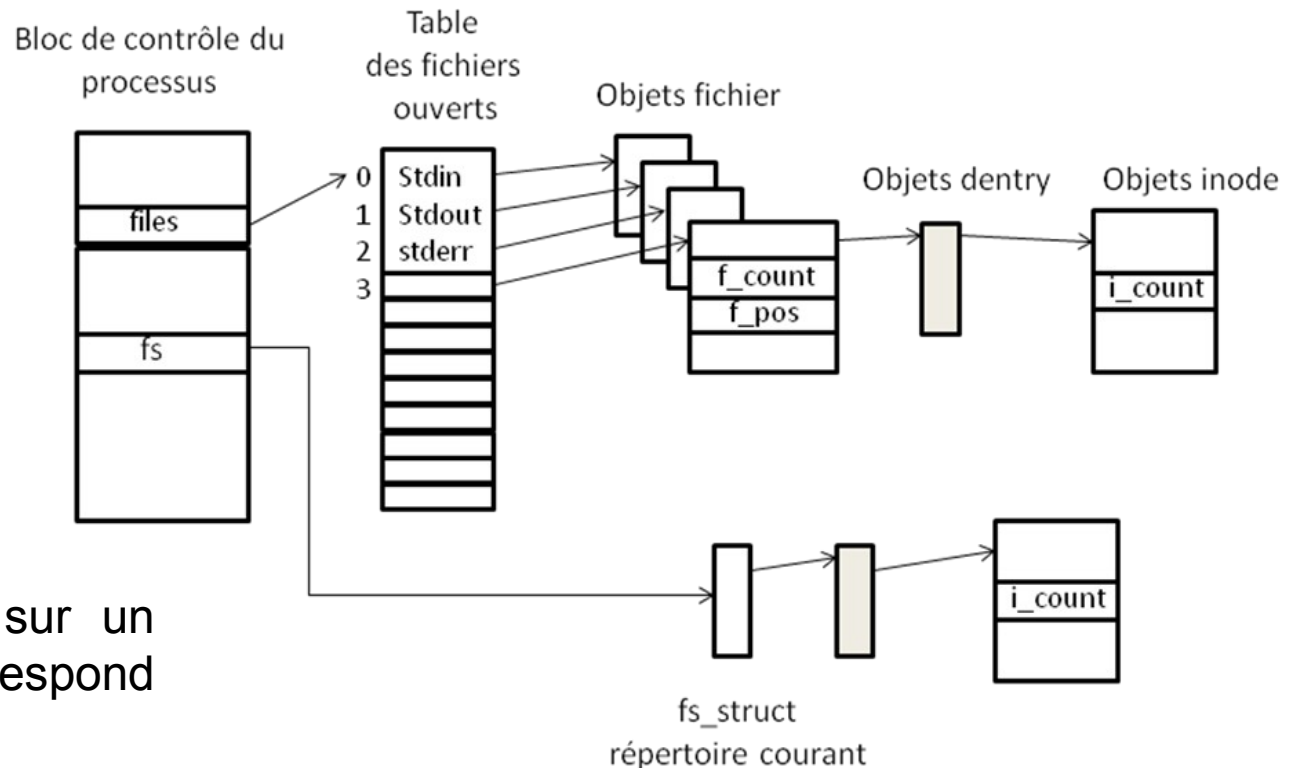 Bloc de contrôle du
processus
Table
des fichiers
ouverts
Objets fichier
Objets dentry
Objets inode
files
fs
0 Stdin
1 Stdout
2 stderr
3
f_count
f_pos
i_count
i_count
fs_struct
répertoire courant
sur un
espond